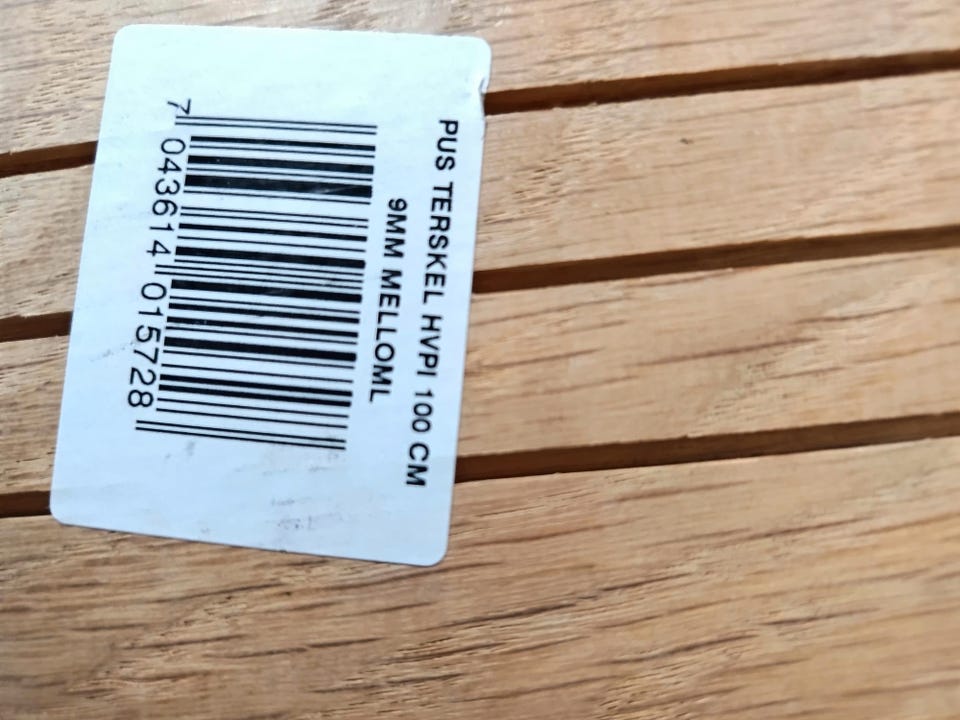 PUS TERSKEL HVPI 100 CM
9MM MELLOML
7 043614 015728